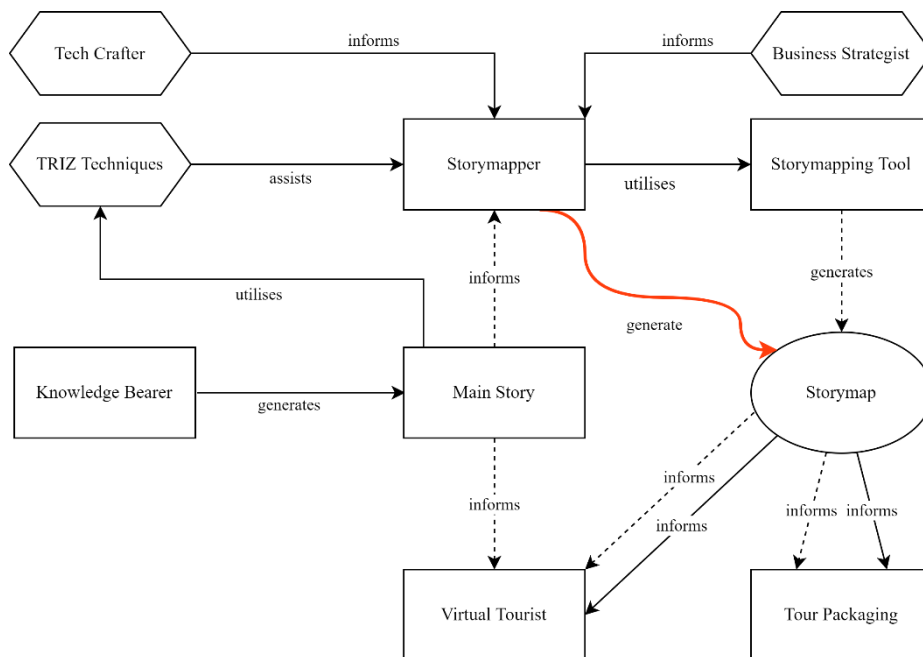 informs
informs
Tech Crafter
Business Strategist
TRIZ Techniques
Storymapper
Storymapping Tool
assists
utilises
informs
generates
utilises
generate
Knowledge Bearer
Main Story
Storymap
generates
informs
informs
informs
informs
informs
Virtual Tourist
Tour Packaging